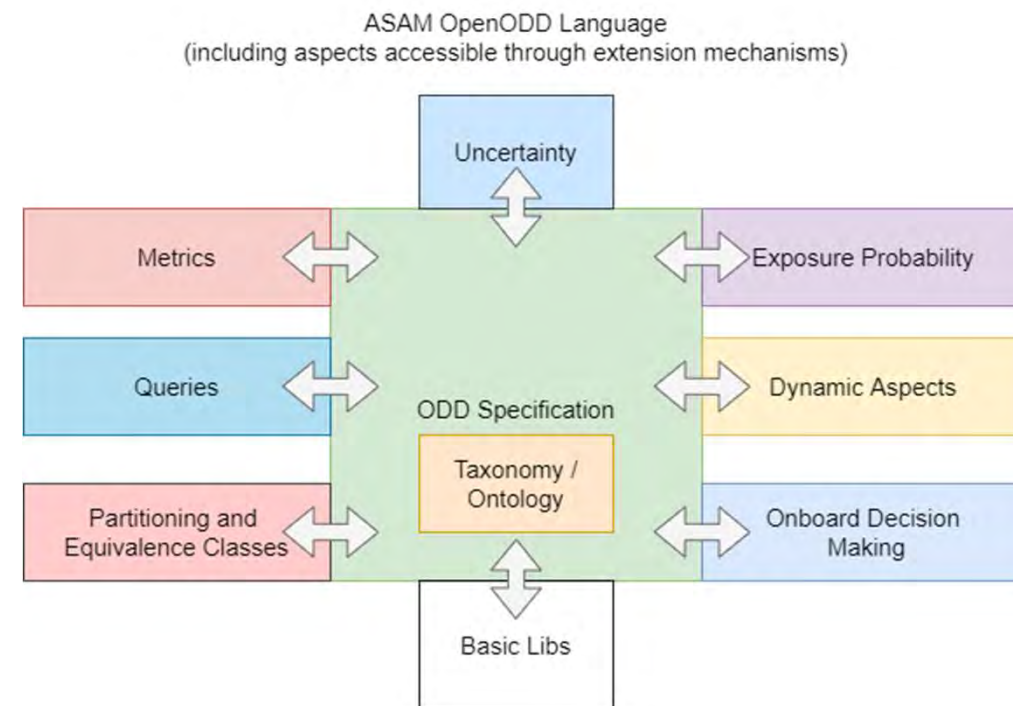 ASAM OpenODD Language
(including aspects accessible through extension mechanisms)
Uncertainty
Metrics
Exposure Probability
Queries
Dynamic Aspects
ODD Specification
Taxonomy /
Ontology
Partitioning and
Equivalence Classes
Onboard Decision
Making
Basic Libs